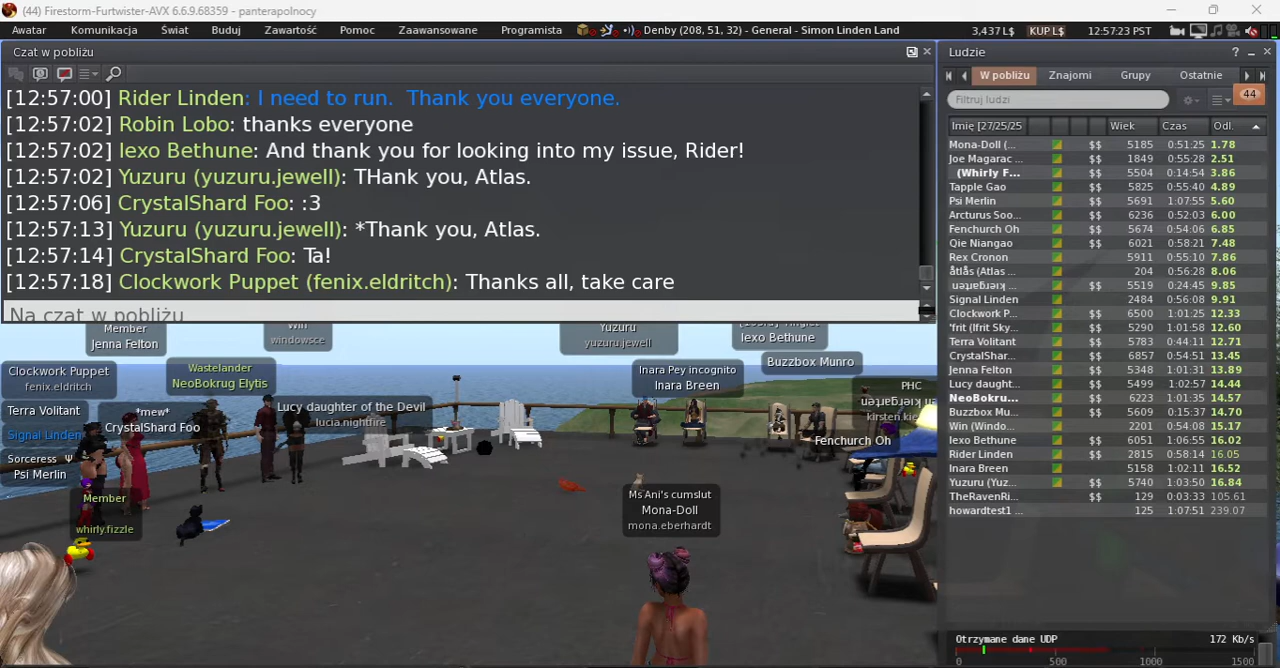 (44) Firestorm-Furtwister-AVX 6.6.9.68359 - panterapolnocy
Awatar Komunikacja Świat Buduj Zawartość Pomoc Zaawansowane Programista Denby (208, 51, 32) - General - Simon Linden Land 3,437 L$ KUP L$ 12:57:23 PST
Czat w pobliżu
[12:57:00] Rider Linden: I need to run. Thank you everyone.
[12:57:02] Robin Lobo: thanks everyone
[12:57:02] Iexo Bethune: And thank you for looking into my issue, Rider!
[12:57:02] Yuzuru (yuzuru.jewell): THank you, Atlas.
[12:57:06] CrystalShard Foo: :3
[12:57:13] Yuzuru (yuzuru.jewell): *Thank you, Atlas.
[12:57:14] CrystalShard Foo: Ta!
[12:57:18] Clockwork Puppet (fenix.eldritch): Thanks all, take care
Na czat w pobliżu
Member
Jenna Felton
Win
windowsce
Yuzuru
yuzuru.jewell
Iexo Bethune
Clockwork Puppet
fenix.eldritch
Wastelander
NeoBokrug Elytis
Inara Pey incognito
Inara Breen
Buzzbox Munro
PHC
Terra Volitant
*mew*
CrystalShard Foo
Lucy daughter of the Devil
lucia.nightfire
kirsten.kie
Signal Linden
Fenchurch Oh
Sorceress Ψ
Psi Merlin
Member
whirly.fizzle
Ms Ani's cumslut
Mona-Doll
mona.eberhardt
Ludzie
W pobliżu Znajomi Grupy Ostatnie
Filtruj ludzi 44
Imię [27/25/25 Wiek Czas Odl.
Mona-Doll (... $$ 5185 0:51:25 1.78
Joe Magarac ... $$ 1849 0:55:28 2.51
(Whirly F... $$ 5504 0:14:54 3.86
Tapple Gao $$ 5825 0:55:40 4.89
Psi Merlin $$ 5691 1:07:55 5.60
Arcturus Soo... $$ 6236 0:52:03 6.00
Fenchurch Oh $$ 5674 0:54:06 6.85
Qie Niangao $$ 6021 0:58:21 7.48
Rex Cronon 5911 0:55:10 7.86
åtlås (Atlas ... 204 0:56:28 8.06
$$ 5519 0:24:45 9.85
Signal Linden 2484 0:56:08 9.91
Clockwork P... $$ 6500 1:01:25 12.33
'frit (Ifrit Sky... $$ 5290 1:01:58 12.60
Terra Volitant $$ 5783 0:44:11 12.71
CrystalShar... $$ 6857 0:54:51 13.45
Jenna Felton $$ 5348 1:01:31 13.89
Lucy daught... $$ 5499 1:02:57 14.44
NeoBokru... $$ 6223 1:01:35 14.57
Buzzbox Mu... $$ 5609 0:15:37 14.70
Win (Windo... 2201 0:54:08 15.17
Iexo Bethune $$ 6051 1:06:55 16.02
Rider Linden $$ 2815 0:58:14 16.05
Inara Breen 5158 1:02:11 16.52
Yuzuru (Yuz... $$ 5740 1:03:50 16.84
TheRavenRi... $$ 129 0:03:33 105.61
howardtest1 ... 125 1:07:51 239.07
Otrzymane dane UDP 172 Kb/s
0 500 1000 1500